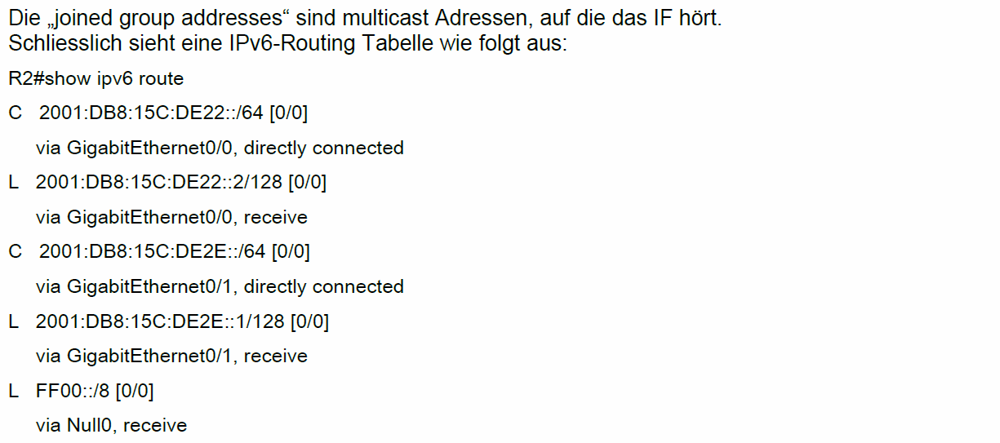 Die „joined group addresses“ sind multicast Adressen, auf die das IF hört.
Schliesslich sieht eine IPv6-Routing Tabelle wie folgt aus:
R2#show ipv6 route
C 2001:DB8:15C:DE22::/64 [0/0]
via GigabitEthernet0/0, directly connected
L 2001:DB8:15C:DE22::2/128 [0/0]
via GigabitEthernet0/0, receive
C 2001:DB8:15C:DE2E::/64 [0/0]
via GigabitEthernet0/1, directly connected
L 2001:DB8:15C:DE2E::1/128 [0/0]
via GigabitEthernet0/1, receive
L FF00::/8 [0/0]
via Null0, receive